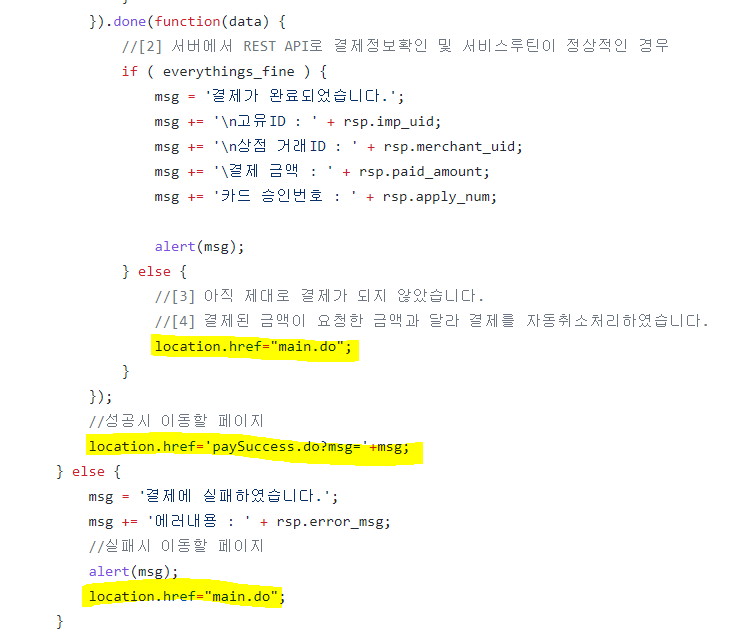 }).done(function(data) {
//[2] 서버에서 REST API로 결제정보확인 및 서비스루틴이 정상적인 경우
if ( everythings_fine ) {
msg = '결제가 완료되었습니다.';
msg += '\n고유ID : ' + rsp.imp_uid;
msg += '\n상점 거래ID : ' + rsp.merchant_uid;
msg += '\결제 금액 : ' + rsp.paid_amount;
msg += '카드 승인번호 : ' + rsp.apply_num;
alert(msg);
} else {
//[3] 아직 제대로 결제가 되지 않았습니다.
//[4] 결제된 금액이 요청한 금액과 달라 결제를 자동취소처리하였습니다.
location.href="main.do";
}
});
//성공시 이동할 페이지
location.href='paySuccess.do?msg='+msg;
} else {
msg = '결제에 실패하였습니다.';
msg += '에러내용 : ' + rsp.error_msg;
//실패시 이동할 페이지
alert(msg);
location.href="main.do";
}